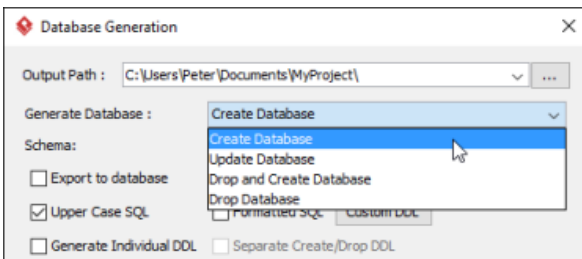 Database Generation
Output Path : C:\Users\Peter\Documents\MyProject\ ...
Generate Database : Create Database
Schema: Create Database
Update Database
Export to database Drop and Create Database
Drop Database
Upper Case SQL Formatted SQL Custom DDL
Generate Individual DDL Separate Create/Drop DDL